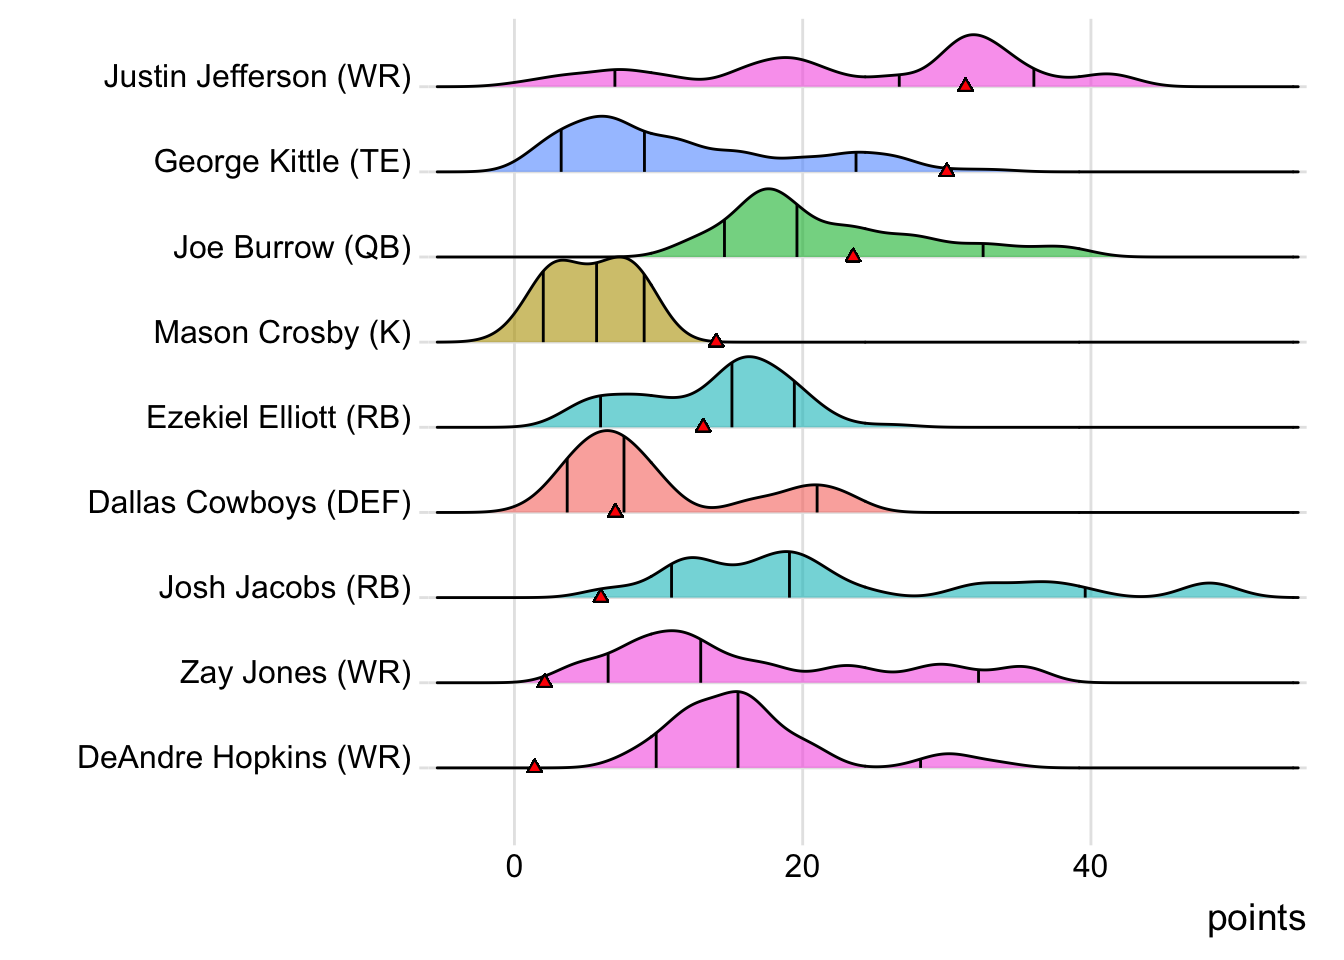 Justin Jefferson (WR)
George Kittle (TE)
Joe Burrow (QB)
Mason Crosby (K)
Ezekiel Elliott (RB)
Dallas Cowboys (DEF)
Josh Jacobs (RB)
Zay Jones (WR)
DeAndre Hopkins (WR)
0 20 40
points